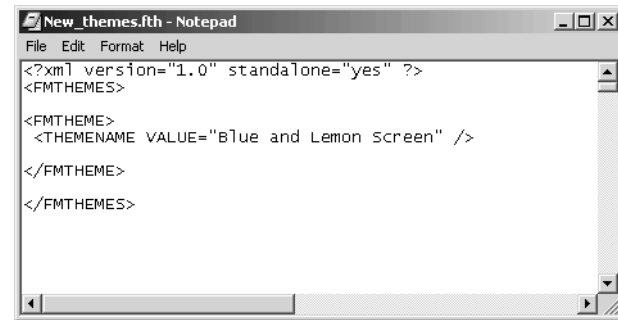 New_themes.fth - Notepad
File Edit Format Help
<?xml version="1.0" standalone="yes" ?>
<FMTHEMES>
<FMTHEME>
<THEMENAME VALUE="Blue and Lemon Screen" />
</FMTHEME>
</FMTHEMES>